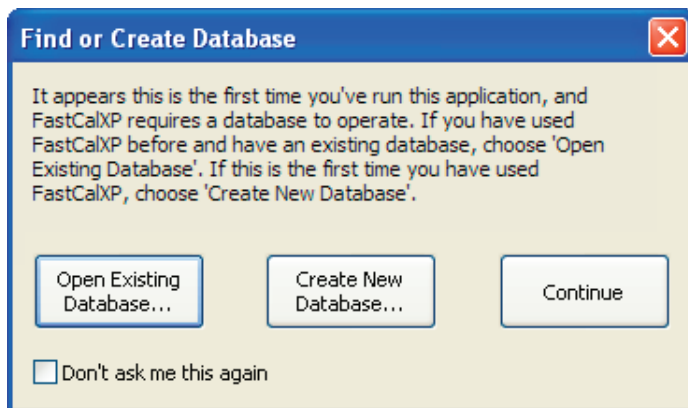 Find or Create Database
It appears this is the first time you've run this application, and
FastCalXP requires a database to operate. If you have used
FastCalXP before and have an existing database, choose 'Open
Existing Database'. If this is the first time you have used
FastCalXP, choose 'Create New Database'.
Open Existing
Database...
Create New
Database...
Continue
Don't ask me this again